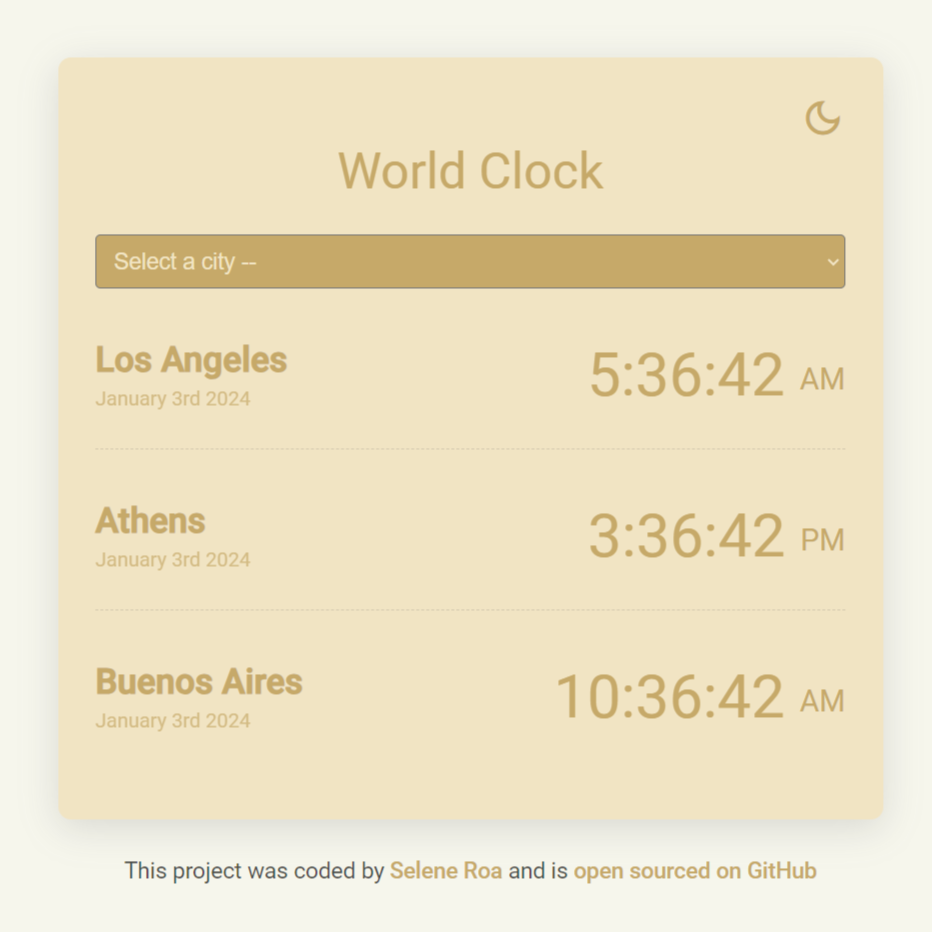 World Clock
Select a city --
Los Angeles
January 3rd 2024
5:36:42 AM
Athens
January 3rd 2024
3:36:42 PM
Buenos Aires
January 3rd 2024
10:36:42 AM
This project was coded by Selene Roa and is open sourced on GitHub